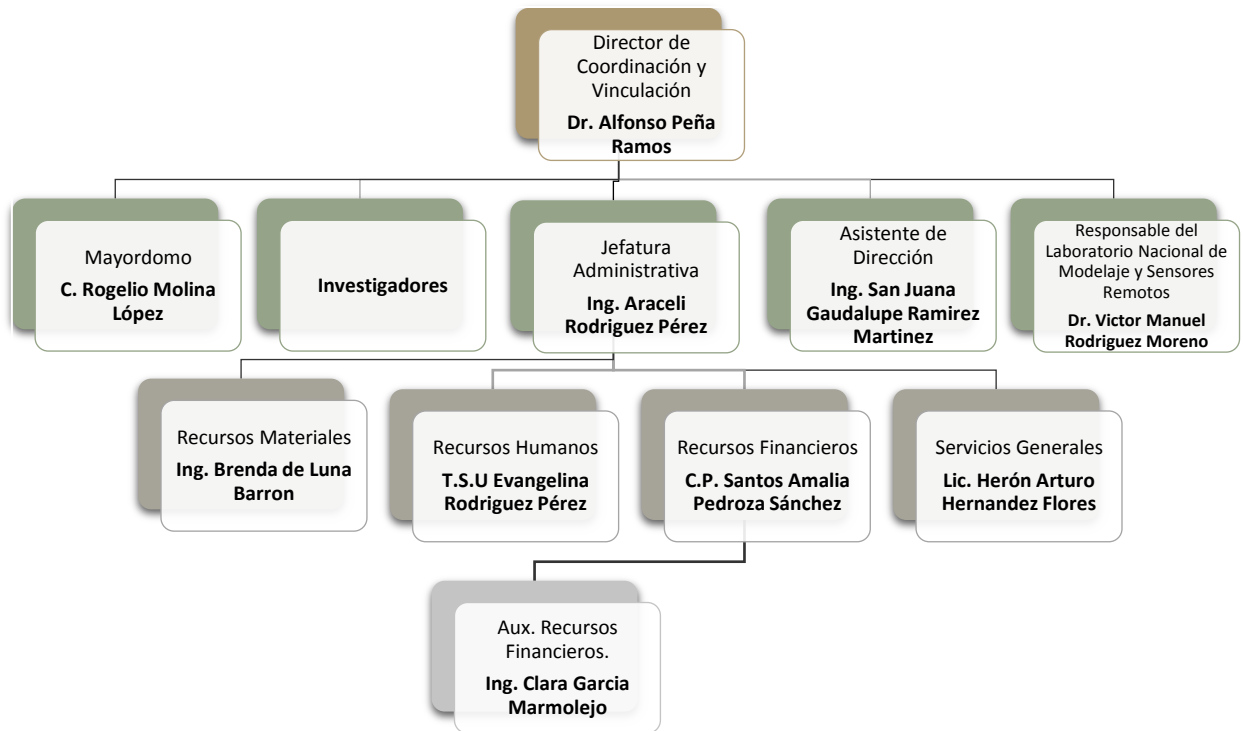 Director de
Coordinación y
Vinculación
Dr. Alfonso Peña
Ramos
Mayordomo
C. Rogelio Molina
López
Investigadores
Jefatura
Administrativa
Ing. Araceli
Rodriguez Pérez
Asistente de
Dirección
Ing. San Juana
Gaudalupe Ramirez
Martinez
Responsable del
Laboratorio Nacional de
Modelaje y Sensores
Remotos
Dr. Victor Manuel
Rodriguez Moreno
Recursos Materiales
Ing. Brenda de Luna
Barron
Recursos Humanos
T.S.U Evangelina
Rodriguez Pérez
Recursos Financieros
C.P. Santos Amalia
Pedroza Sánchez
Servicios Generales
Lic. Herón Arturo
Hernandez Flores
Aux. Recursos
Financieros.
Ing. Clara Garcia
Marmolejo